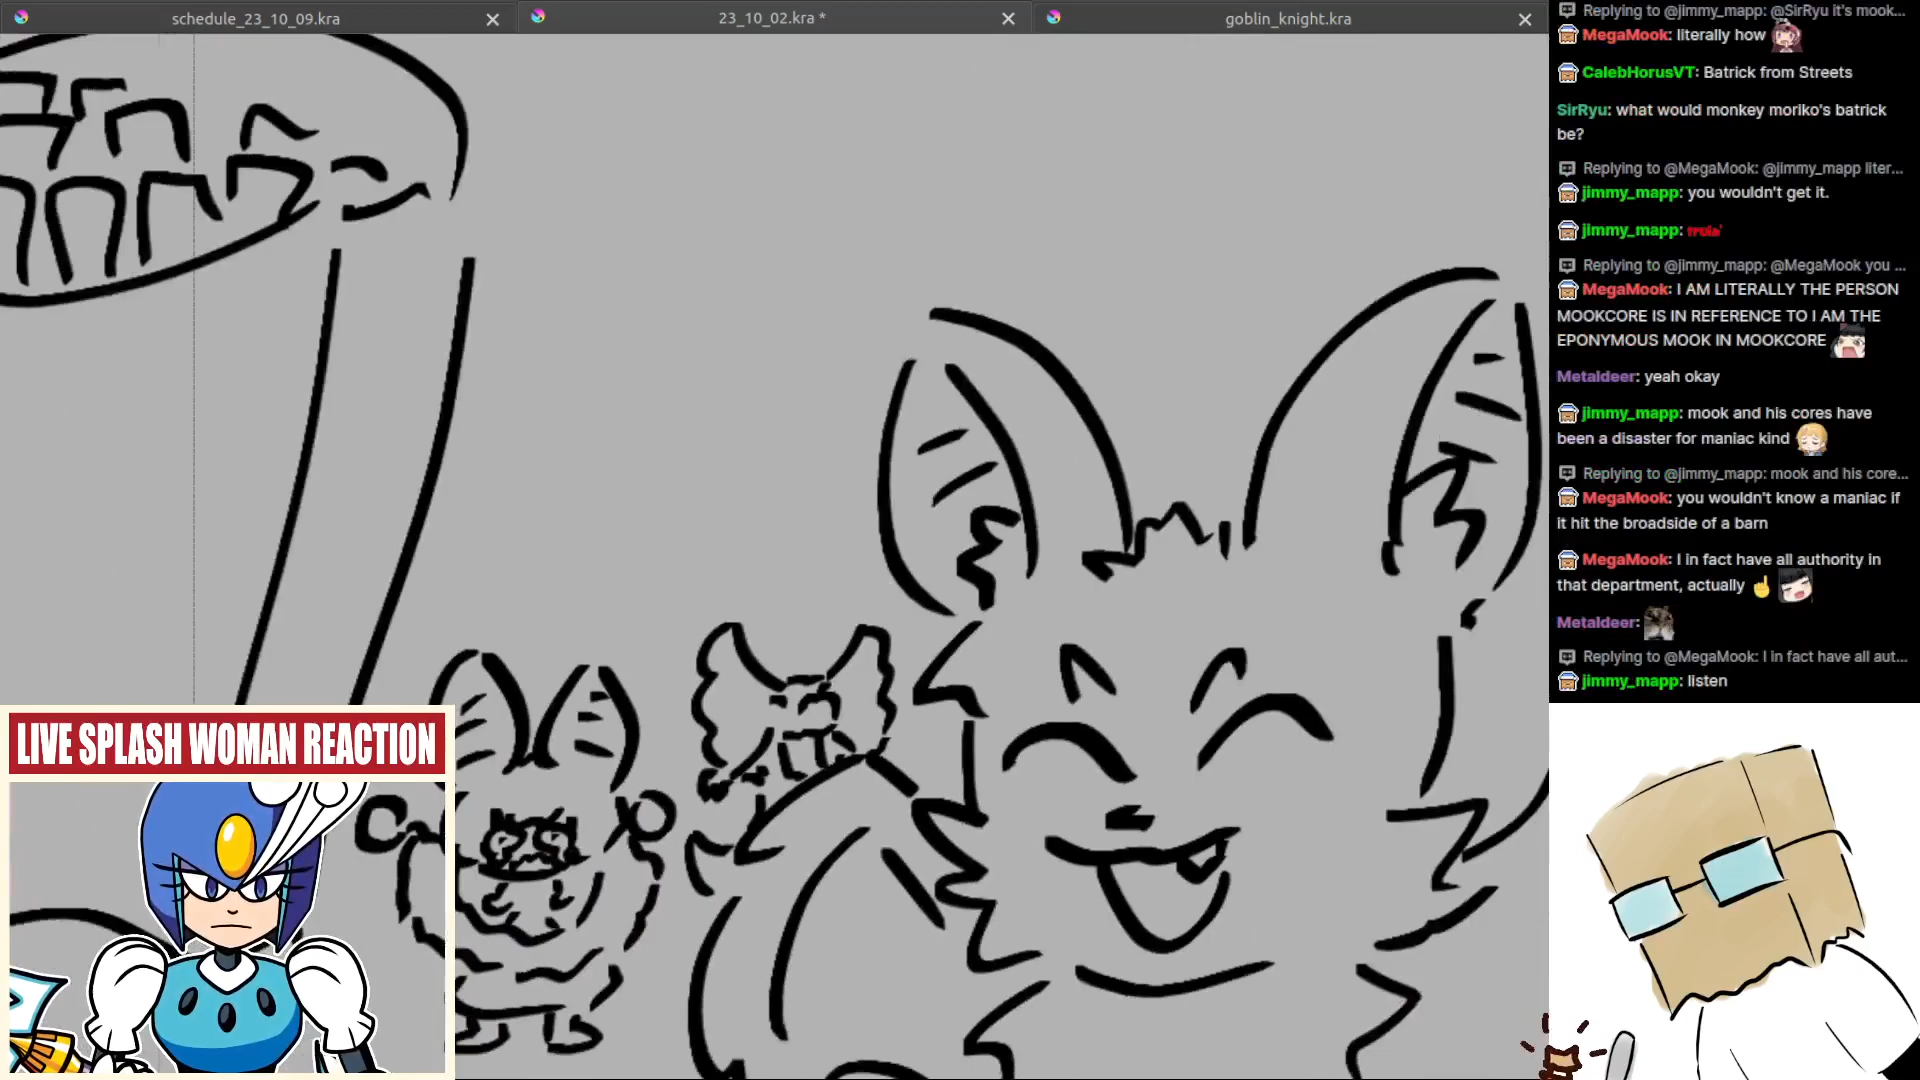 schedule_23_10_09.kra
23_10_02.kra *
goblin_knight.kra
Replying to @jimmy_mapp: @SirRyu it's mook...
MegaMook: literally how
CalebHorusVT: Batrick from Streets
SirRyu: what would monkey moriko's batrick
be?
Replying to @MegaMook: @jimmy_mapp liter...
jimmy_mapp: you wouldn't get it.
jimmy_mapp:
Replying to @jimmy_mapp: @MegaMook you ...
MegaMook: I AM LITERALLY THE PERSON
MOOKCORE IS IN REFERENCE TO I AM THE
EPONYMOUS MOOK IN MOOKCORE
Metaldeer: yeah okay
jimmy_mapp: mook and his cores have
been a disaster for maniac kind
Replying to @jimmy_mapp: mook and his core...
MegaMook: you wouldn't know a maniac if
it hit the broadside of a barn
MegaMook: I in fact have all authority in
that department, actually ☝
Metaldeer:
Replying to @MegaMook: I in fact have all aut...
jimmy_mapp: listen
LIVE SPLASH WOMAN REACTION